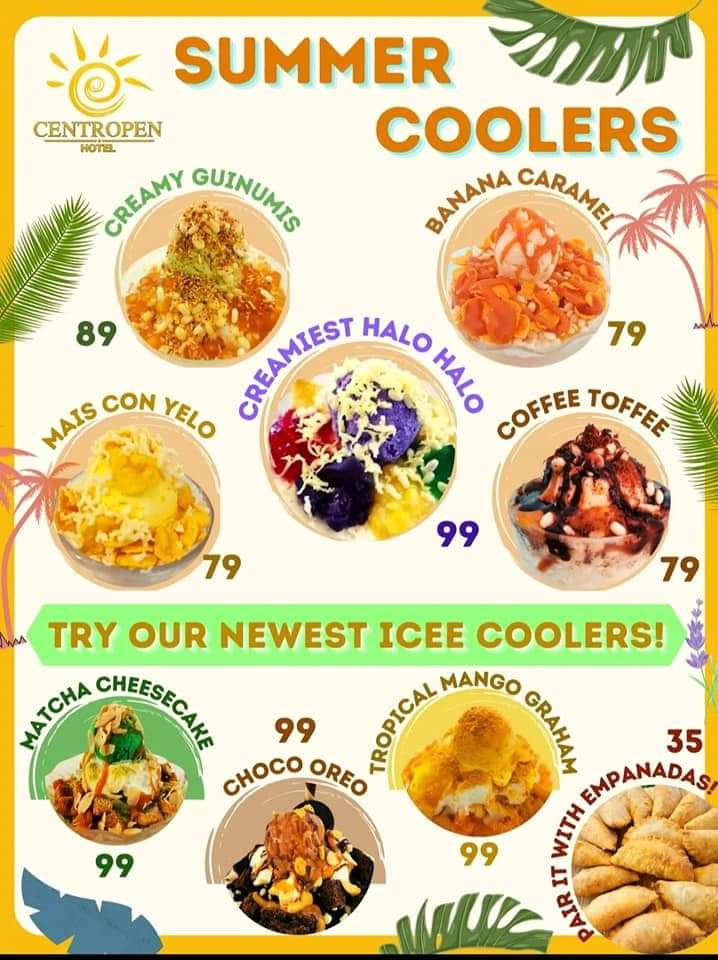 CENTROPEN
HOTEL
SUMMER
COOLERS
CREAMY GUINUMIS
89
BANANA CARAMEL
79
CREAMIEST HALO HALO
99
MAIS CON YELO
79
COFFEE TOFFEE
79
TRY OUR NEWEST ICEE COOLERS!
MATCHA CHEESECAKE
99
99
CHOCO OREO
TROPICAL MANGO GRAHAM
99
35
PAIR IT WITH EMPANADAS!